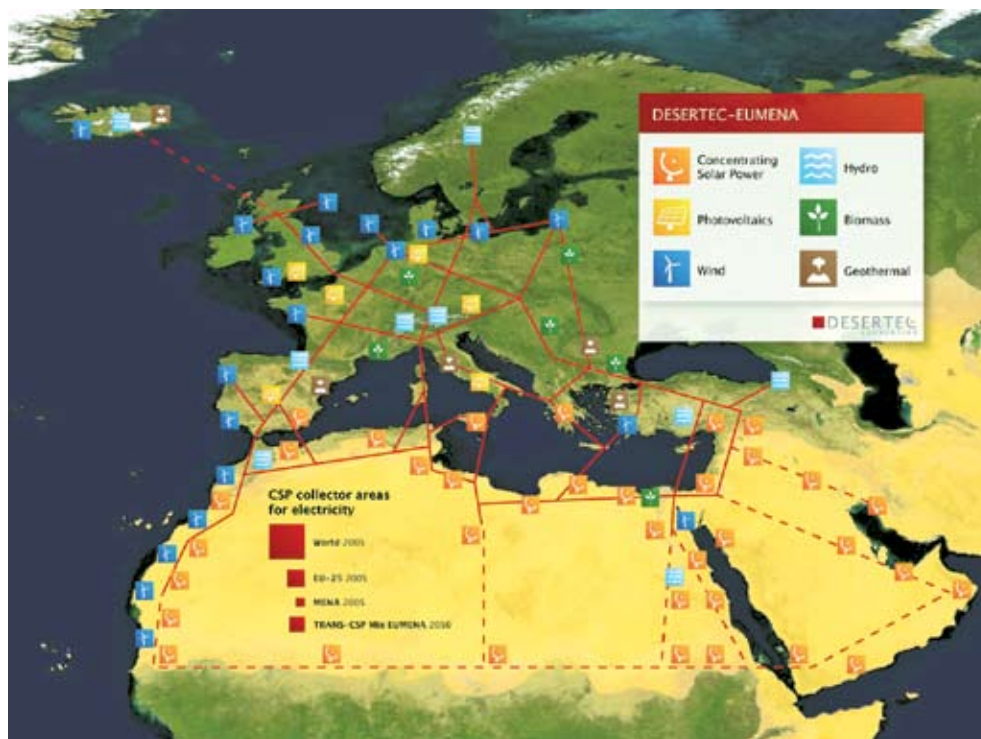 DESERTEC-EUMENA
Concentrating
Solar Power
Hydro
Photovoltaics
Biomass
Wind
Geothermal
DESERTEC
FOUNDATION
CSP collector areas
for electricity
World 2005
EU-25 2005
MENA 2005
TRANS-CSP Mix EUMENA 2050